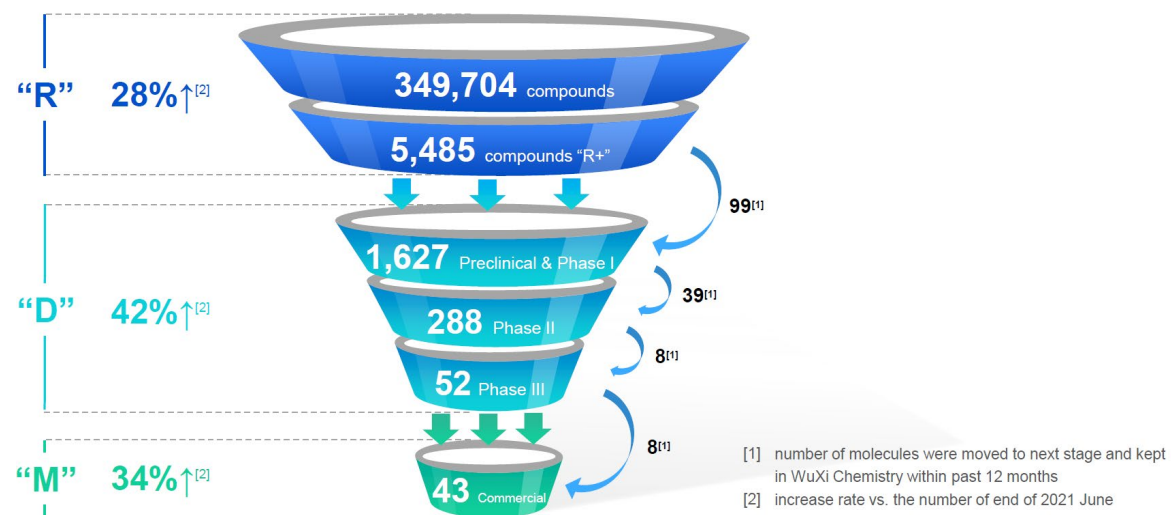 “R” 28%↑[2]
349,704 compounds
5,485 compounds “R+”
99[1]
“D” 42%↑[2]
1,627 Preclinical & Phase I
39[1]
288 Phase II
8[1]
52 Phase III
8[1]
“M” 34%↑[2]
43 Commercial
[1] number of molecules were moved to next stage and kept
in WuXi Chemistry within past 12 months
[2] increase rate vs. the number of end of 2021 June